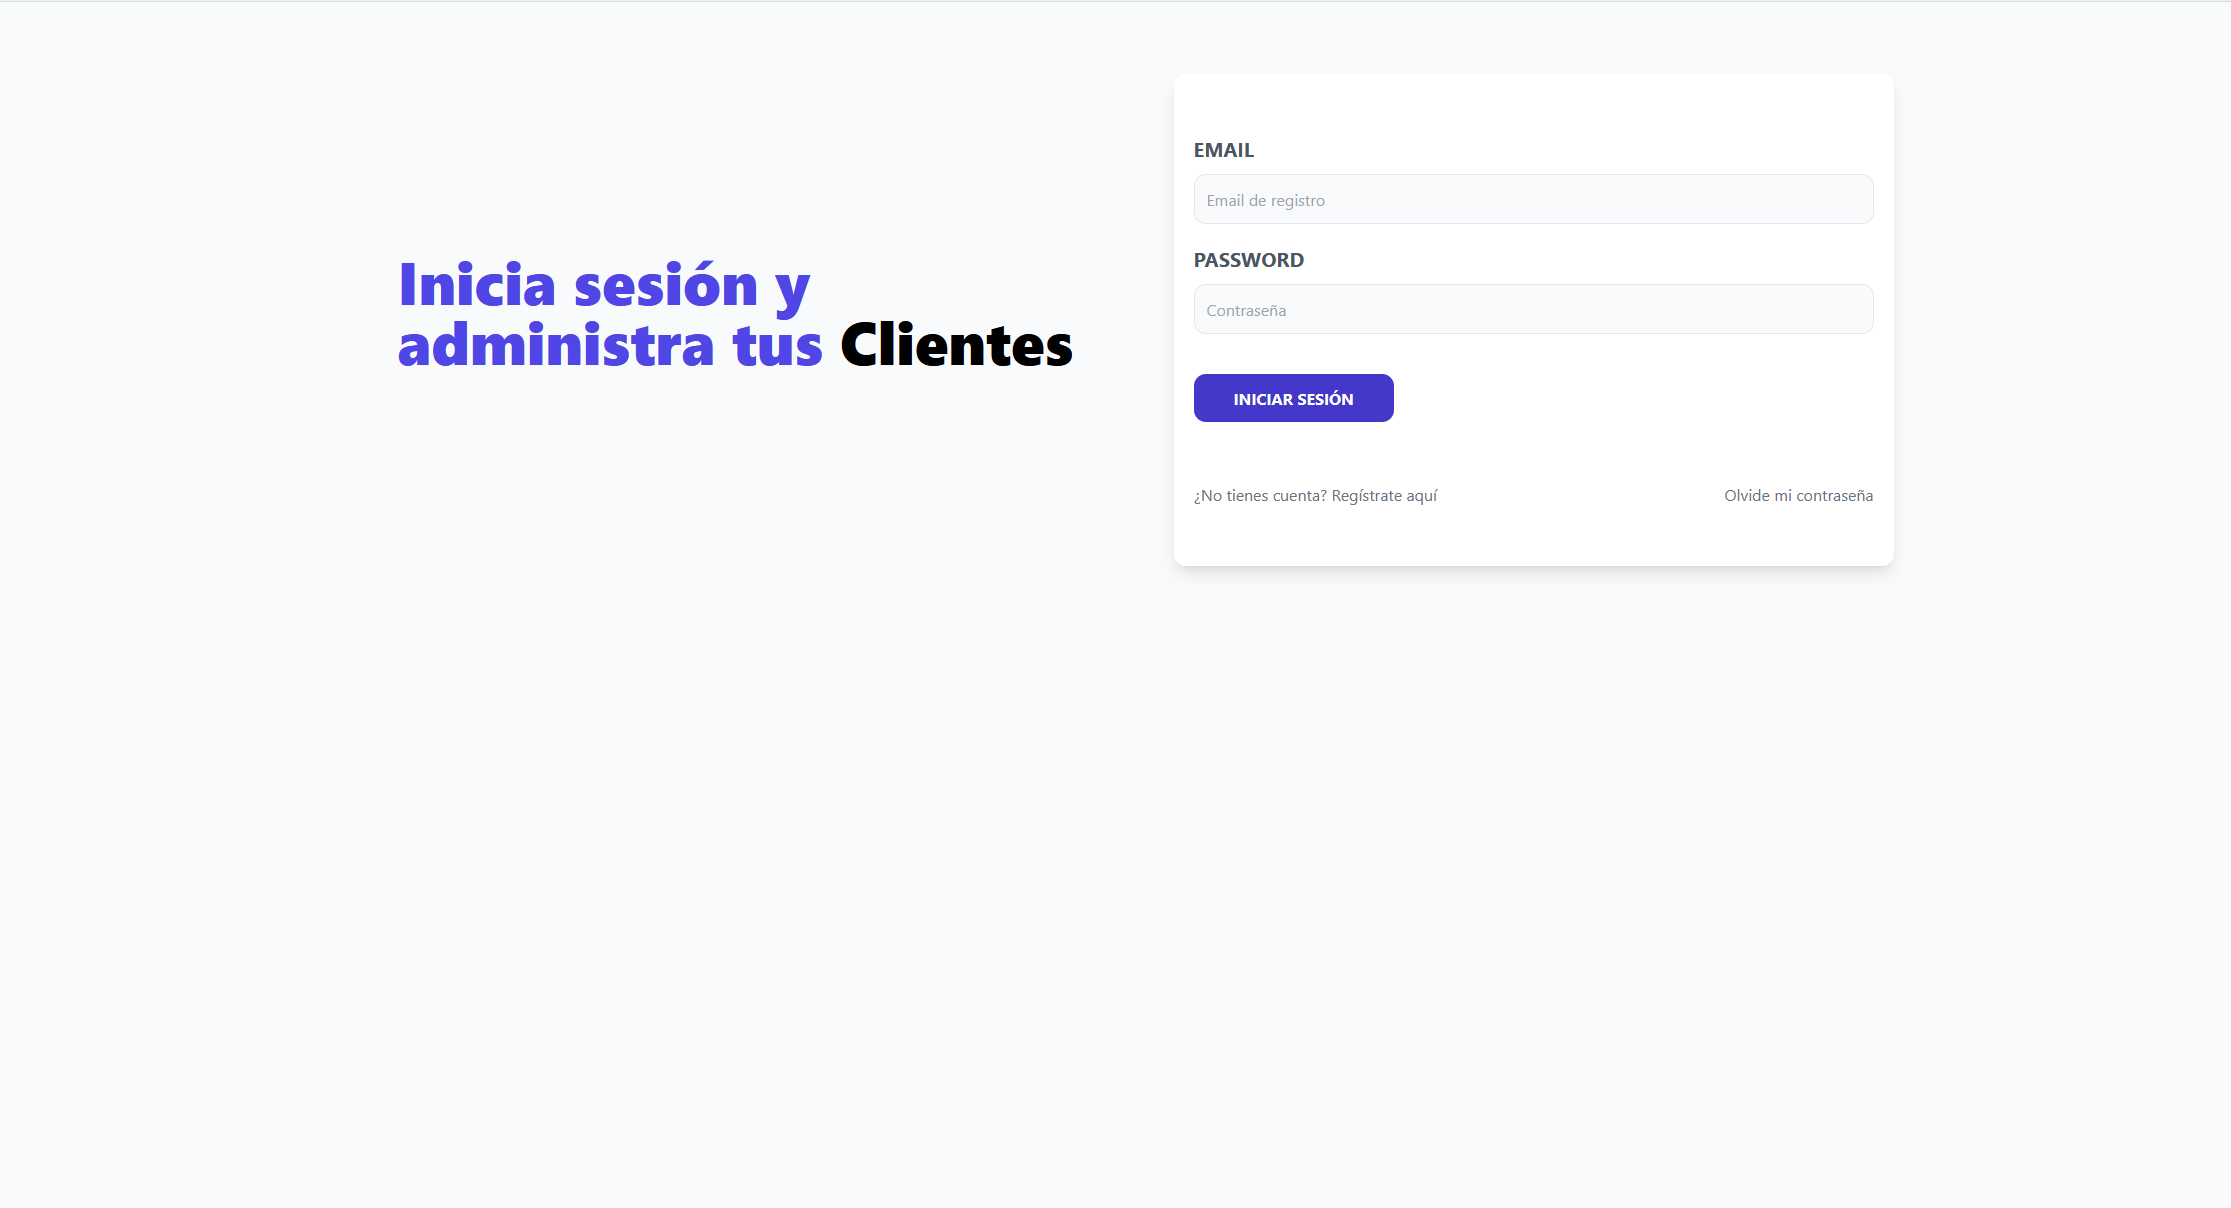 Inicia sesión y
administra tus Clientes
EMAIL
Email de registro
PASSWORD
Contraseña
INICIAR SESIÓN
¿No tienes cuenta? Regístrate aquí
Olvide mi contraseña